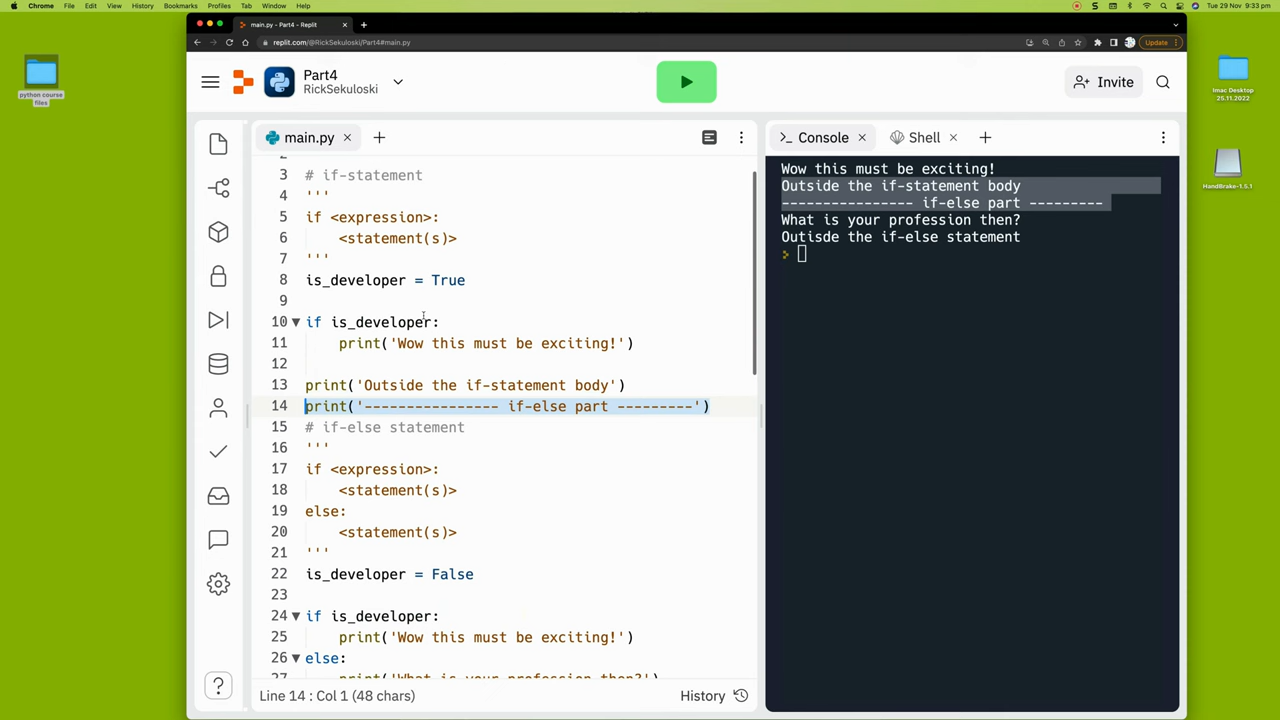 Chrome File Edit View History Bookmarks Profiles Tab Window Help
Tue 29 Nov 9:33 pm
main.py - Part4 - Replit
replit.com/@RickSekuloski/Part4#main.py
Update
python course files
Imac Desktop 25.11.2022
HandBrake-1.5.1
Part4
RickSekuloski
Invite
main.py
2
3 # if-statement
4 '''
5 if <expression>:
6 <statement(s)>
7 '''
8 is_developer = True
9
10 if is_developer:
11 print('Wow this must be exciting!')
12
13 print('Outside the if-statement body')
14 print('---------------- if-else part ---------')
15 # if-else statement
16 '''
17 if <expression>:
18 <statement(s)>
19 else:
20 <statement(s)>
21 '''
22 is_developer = False
23
24 if is_developer:
25 print('Wow this must be exciting!')
26 else:
27 print('What is your profession then?')
Line 14 : Col 1 (48 chars)
History
Console
Shell
Wow this must be exciting!
Outside the if-statement body
---------------- if-else part ---------
What is your profession then?
Outisde the if-else statement
?